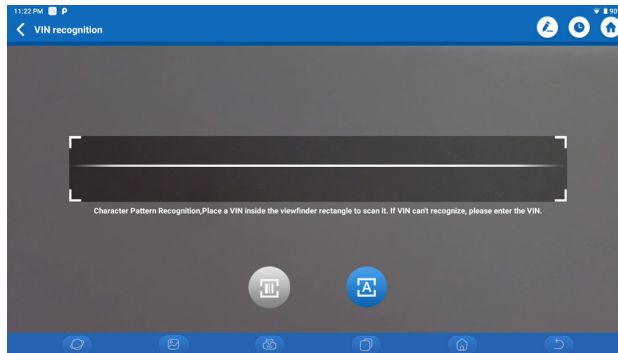 11:22 PM
90%
VIN recognition
Character Pattern Recognition,Place a VIN inside the viewfinder rectangle to scan it. If VIN can't recognize, please enter the VIN.
A